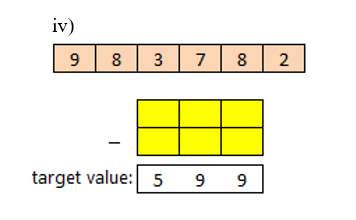 iv)
9 8 3 7 8 2
–
target value: 5 9 9